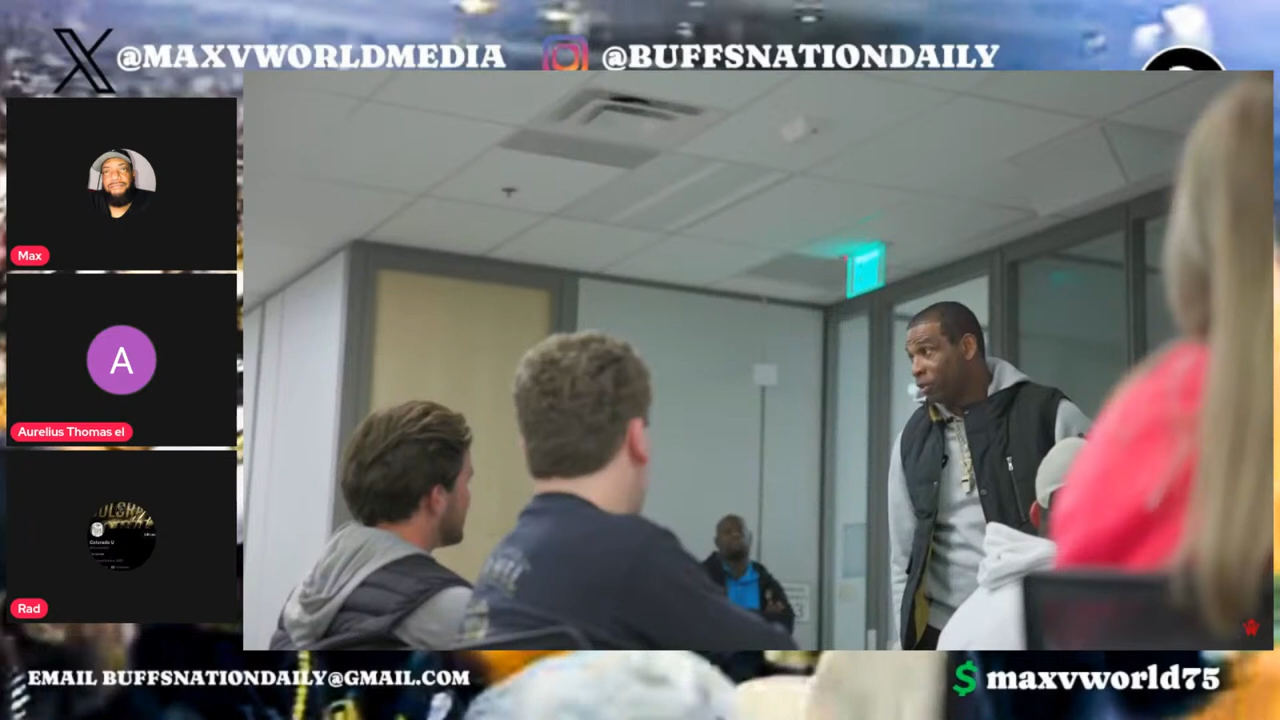 @MAXVWORLDMEDIA
@BUFFSNATIONDAILY
Max
A
Aurelius Thomas el
Rad
EMAIL BUFFSNATIONDAILY@GMAIL.COM
$ maxvworld75